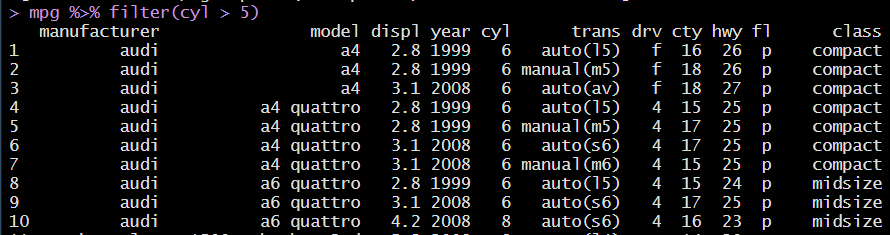 > mpg %>% filter(cyl > 5)
manufacturer model displ year cyl trans drv cty hwy fl class
1 audi a4 2.8 1999 6 auto(l5) f 16 26 p compact
2 audi a4 2.8 1999 6 manual(m5) f 18 26 p compact
3 audi a4 3.1 2008 6 auto(av) f 18 27 p compact
4 audi a4 quattro 2.8 1999 6 auto(l5) 4 15 25 p compact
5 audi a4 quattro 2.8 1999 6 manual(m5) 4 17 25 p compact
6 audi a4 quattro 3.1 2008 6 auto(s6) 4 17 25 p compact
7 audi a4 quattro 3.1 2008 6 manual(m6) 4 15 25 p compact
8 audi a6 quattro 2.8 1999 6 auto(l5) 4 15 24 p midsize
9 audi a6 quattro 3.1 2008 6 auto(s6) 4 17 25 p midsize
10 audi a6 quattro 4.2 2008 8 auto(s6) 4 16 23 p midsize